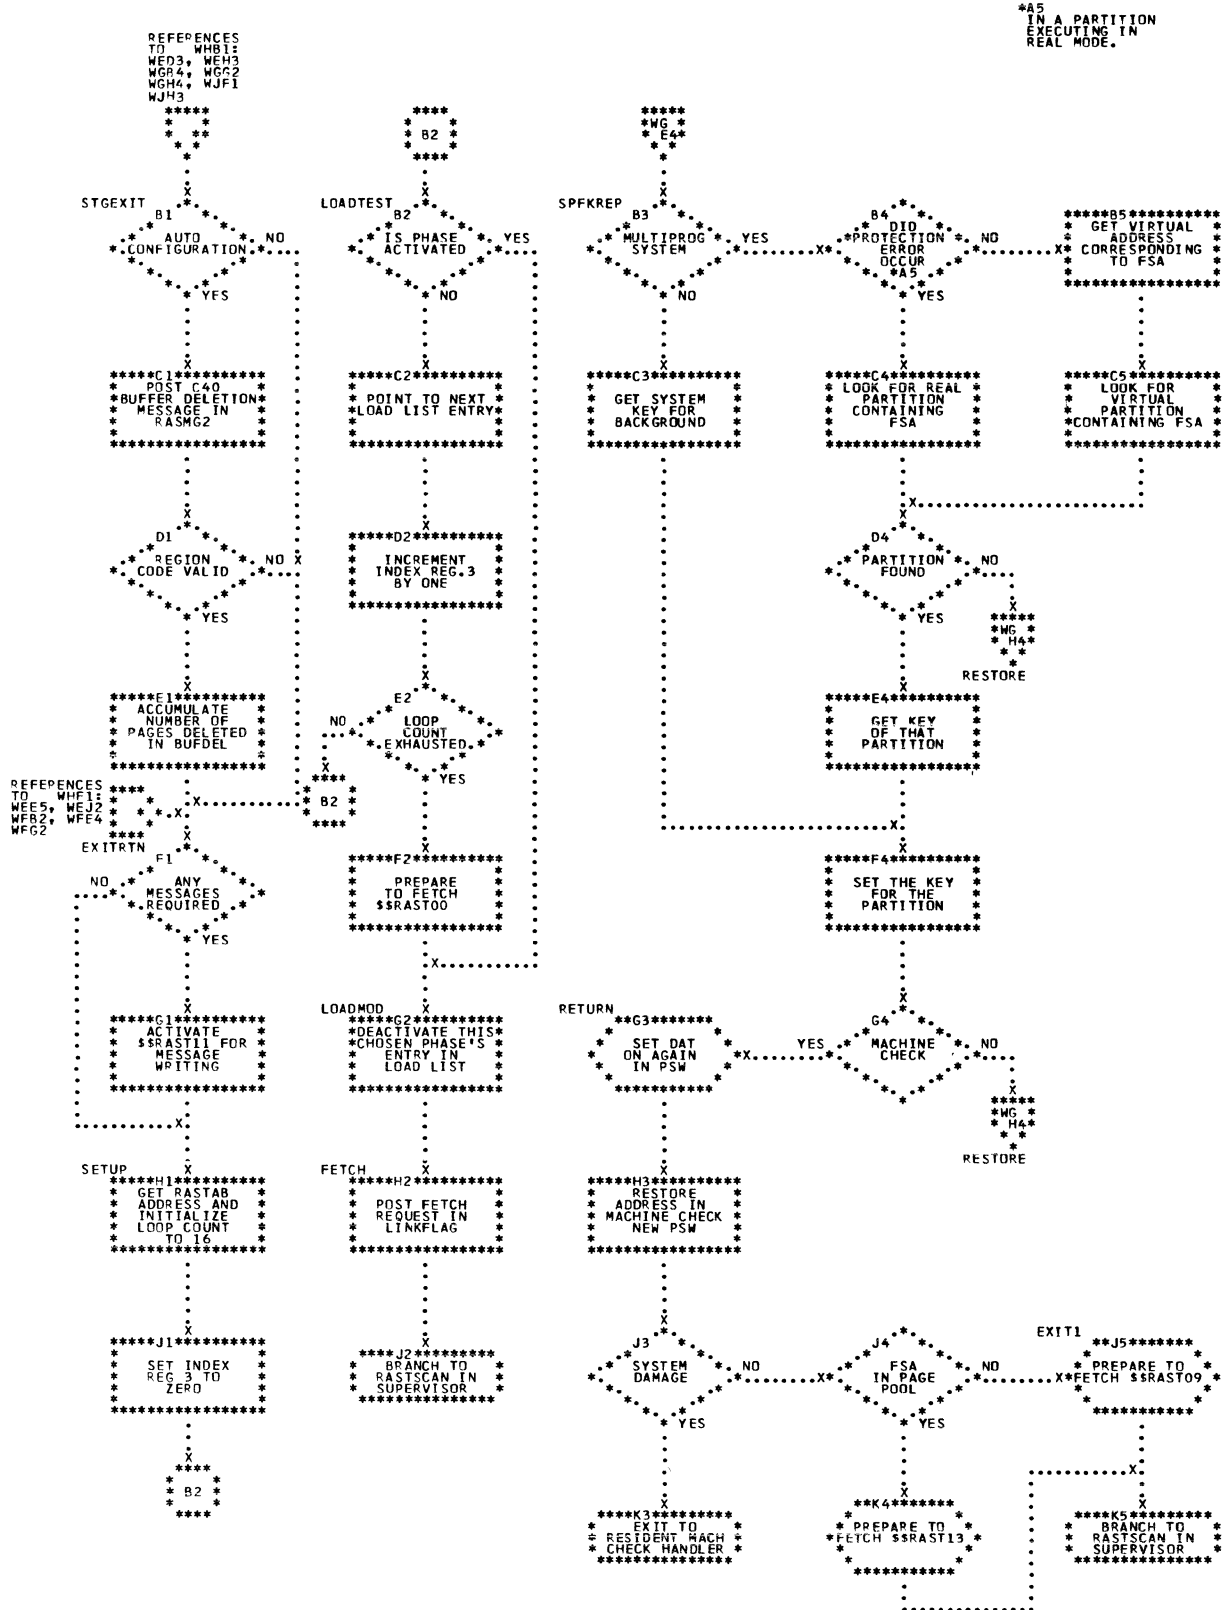 *A5
IN A PARTITION
EXECUTING IN
REAL MODE.
REFERENCES
TO WHB1:
WED3, WEH3
WGB4, WGG2
WGH4, WJF1
WJH3
B2
WG
E4
STGEXIT
B1
AUTO
CONFIGURATION
NO
YES
LOADTEST
B2
IS PHASE
ACTIVATED
YES
NO
SPFKREP
B3
MULTIPROG
SYSTEM
YES
NO
B4
DID
PROTECTION
ERROR
OCCUR
*A5
NO
YES
B5
GET VIRTUAL
ADDRESS
CORRESPONDING
TO FSA
C1
POST C40
BUFFER DELETION
MESSAGE IN
RASMG2
C2
POINT TO NEXT
LOAD LIST ENTRY
C3
GET SYSTEM
KEY FOR
BACKGROUND
C4
LOOK FOR REAL
PARTITION
CONTAINING
FSA
C5
LOOK FOR
VIRTUAL
PARTITION
CONTAINING FSA
D1
REGION
CODE VALID
NO
YES
D2
INCREMENT
INDEX REG.3
BY ONE
D4
PARTITION
FOUND
NO
YES
WG
H4
RESTORE
E1
ACCUMULATE
NUMBER OF
PAGES DELETED
IN BUFDEL
E2
LOOP
COUNT
EXHAUSTED
NO
YES
B2
E4
GET KEY
OF THAT
PARTITION
REFERENCES
TO WHF1:
WEE5, WEJ2
WFB2, WFE4
WFG2
EXITRTN
F1
ANY
MESSAGES
REQUIRED
NO
YES
F2
PREPARE
TO FETCH
$$RAST00
F4
SET THE KEY
FOR THE
PARTITION
G1
ACTIVATE
$$RAST11 FOR
MESSAGE
WRITING
LOADMOD
G2
DEACTIVATE THIS
CHOSEN PHASE'S
ENTRY IN
LOAD LIST
RETURN
G3
SET DAT
ON AGAIN
IN PSW
G4
MACHINE
CHECK
YES
NO
WG
H4
RESTORE
SETUP
H1
GET RASTAB
ADDRESS AND
INITIALIZE
LOOP COUNT
TO 16
FETCH
H2
POST FETCH
REQUEST IN
LINKFLAG
H3
RESTORE
ADDRESS IN
MACHINE CHECK
NEW PSW
J1
SET INDEX
REG 3 TO
ZERO
J2
BRANCH TO
RASTSCAN IN
SUPERVISOR
J3
SYSTEM
DAMAGE
NO
YES
J4
FSA
IN PAGE
POOL
NO
YES
EXIT1
J5
PREPARE TO
FETCH $$RAST09
B2
K3
EXIT TO
RESIDENT MACH
CHECK HANDLER
K4
PREPARE TO
FETCH $$RAST13
K5
BRANCH TO
RASTSCAN IN
SUPERVISOR